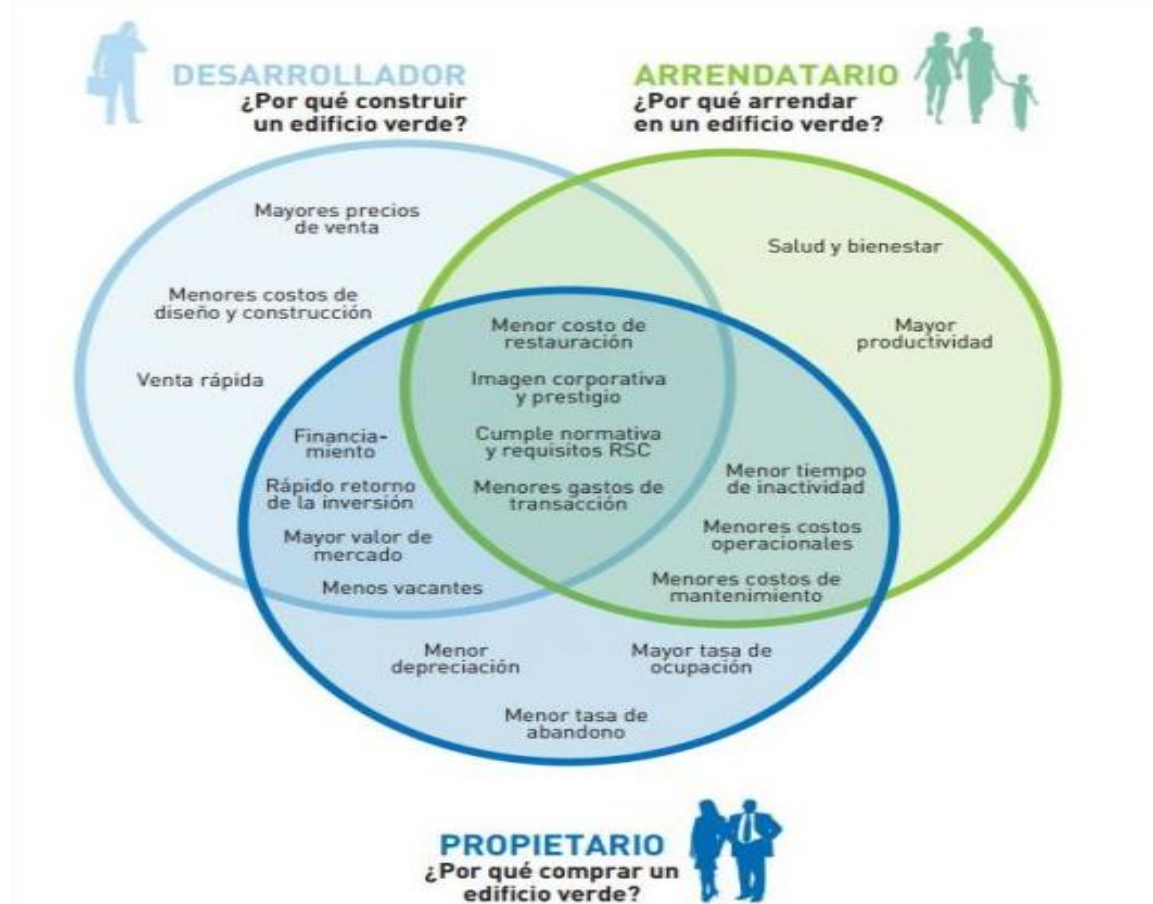 DESARROLLADOR
¿Por qué construir
un edificio verde?
ARRENDATARIO
¿Por qué arrendar
en un edificio verde?
Mayores precios
de venta
Menores costos de
diseño y construcción
Venta rápida
Salud y bienestar
Mayor
productividad
Menor costo de
restauración
Imagen corporativa
y prestigio
Cumple normativa
y requisitos RSC
Menores gastos de
transacción
Financia-
miento
Rápido retorno
de la inversión
Mayor valor de
mercado
Menos vacantes
Menor tiempo
de inactividad
Menores costos
operacionales
Menores costos de
mantenimiento
Menor
depreciación
Mayor tasa de
ocupación
Menor tasa de
abandono
PROPIETARIO
¿Por qué comprar un
edificio verde?